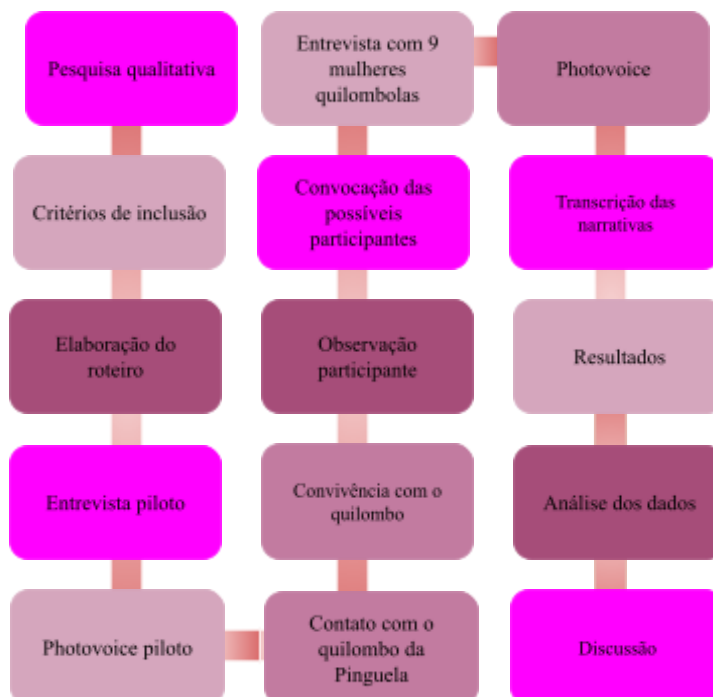 Pesquisa qualitativa
Critérios de inclusão
Elaboração do
roteiro
Entrevista piloto
Photovoice piloto
Contato com o
quilombo da
Pinguela
Convivência com o
quilombo
Observação
participante
Convocação das
possíveis
participantes
Entrevista com 9
mulheres
quilombolas
Photovoice
Transcrição das
narrativas
Resultados
Análise dos dados
Discussão